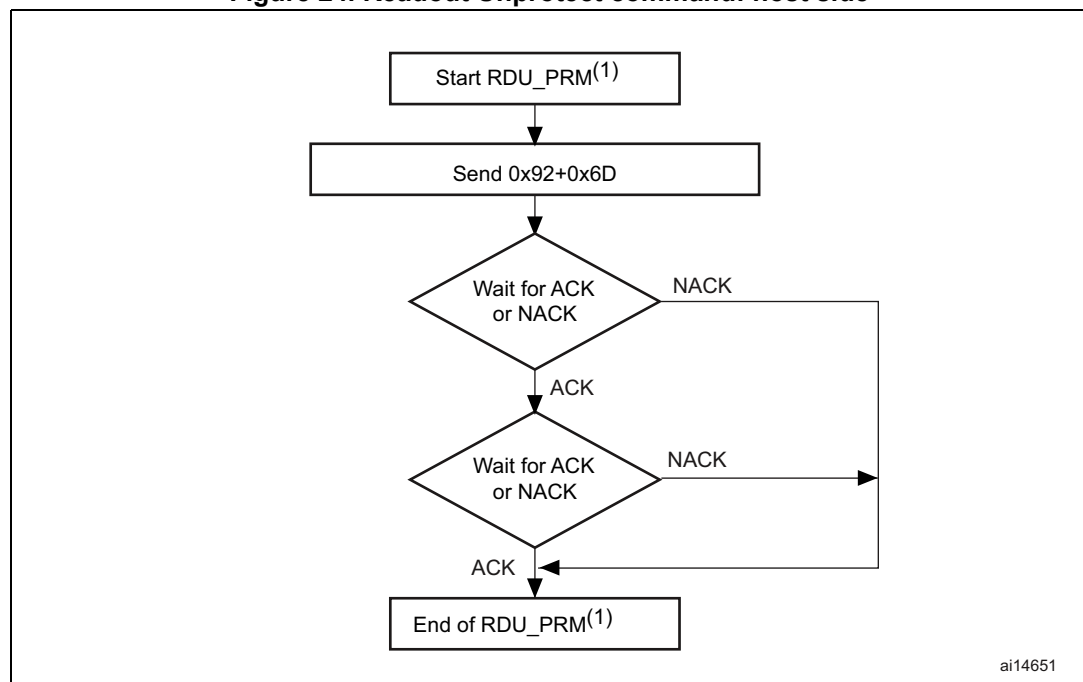 Start RDU_PRM(1)
Send 0x92+0x6D
Wait for ACK
or NACK
NACK
ACK
Wait for ACK
or NACK
NACK
ACK
End of RDU_PRM(1)
ai14651